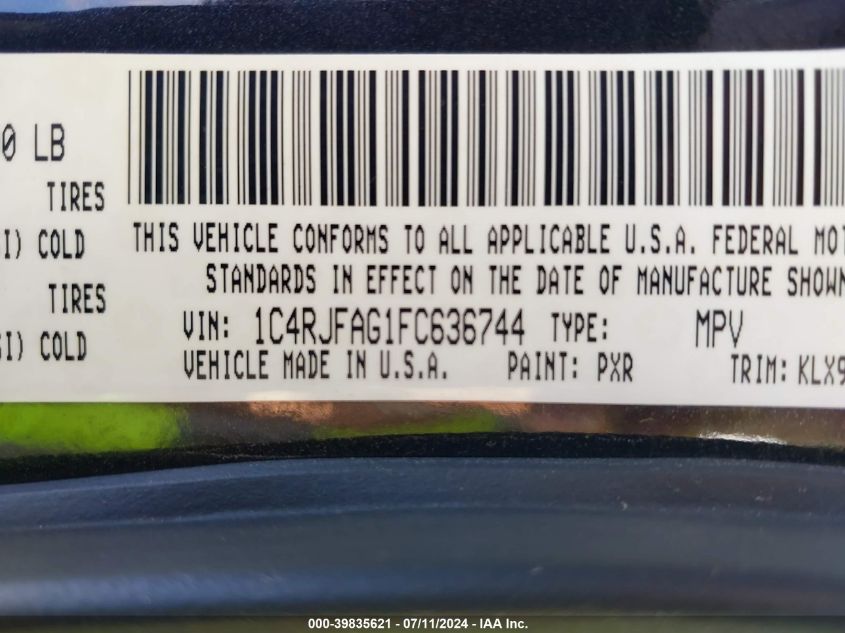 0 LB
TIRES
SI) COLD
THIS VEHICLE CONFORMS TO ALL APPLICABLE U.S.A. FEDERAL MOT
STANDARDS IN EFFECT ON THE DATE OF MANUFACTURE SHOWN
TIRES
VIN: 1C4RJFAG1FC636744 TYPE: MPV
SI) COLD
VEHICLE MADE IN U.S.A. PAINT: PXR TRIM: KLX9
000-39835621 - 07/11/2024 - IAA Inc.